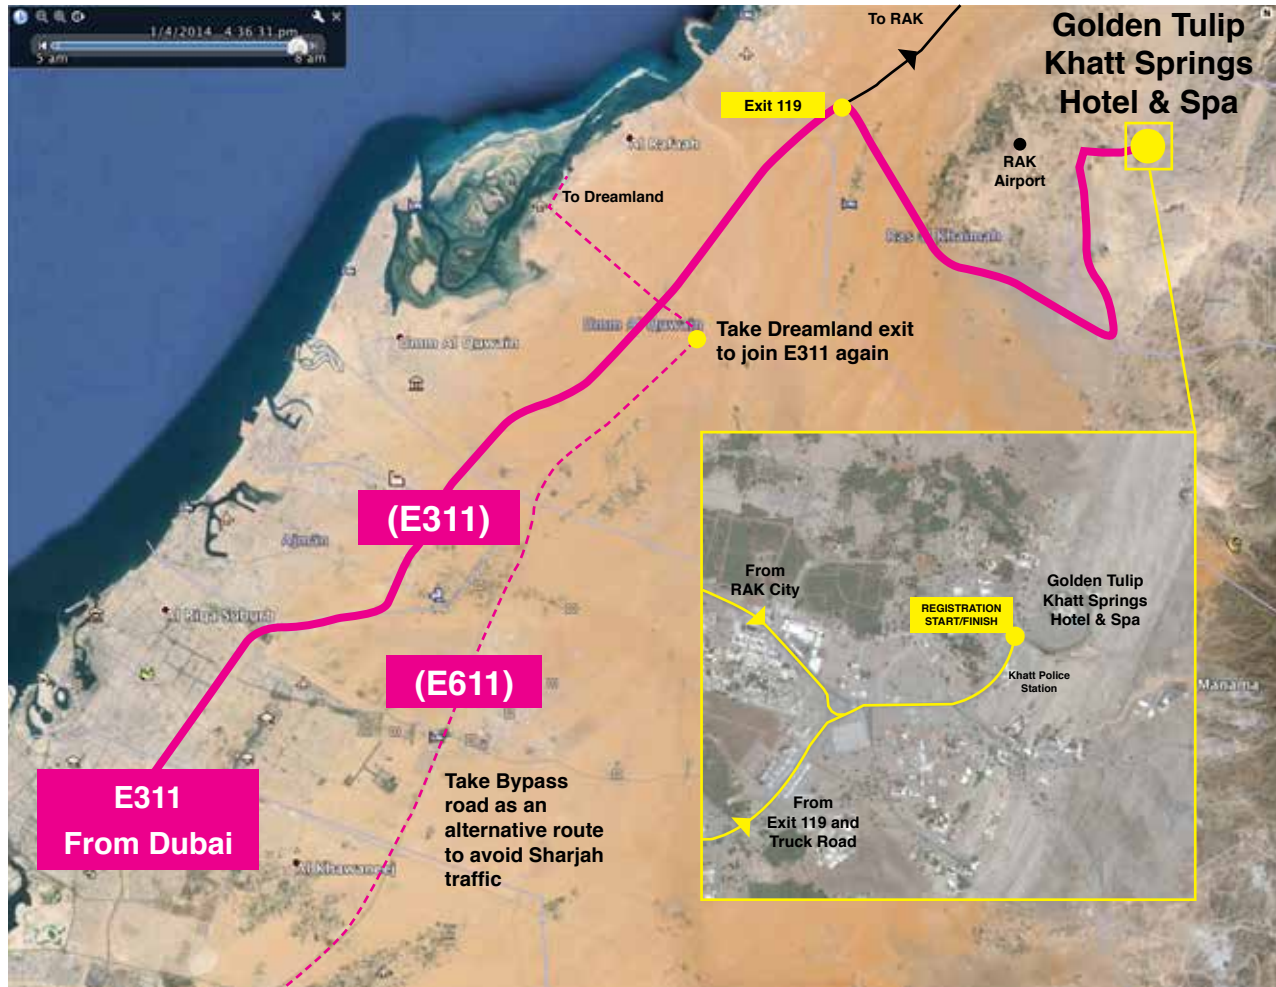 1/4/2014 4:36:31 pm
5 am
8 am
To RAK
N
Golden Tulip
Khatt Springs
Hotel & Spa
Exit 119
RAK
Airport
Al Rafaah
To Dreamland
Ras al Khaimah
Umm Al Quwain
Take Dreamland exit
to join E311 again
Umm Al Quwain
(E311)
Ajman
Al Riqa Suburb
(E611)
E311
From Dubai
Take Bypass
road as an
alternative route
to avoid Sharjah
traffic
Al Khawaneej
From
RAK City
REGISTRATION
START/FINISH
Golden Tulip
Khatt Springs
Hotel & Spa
Khatt Police
Station
From
Exit 119 and
Truck Road
Manama